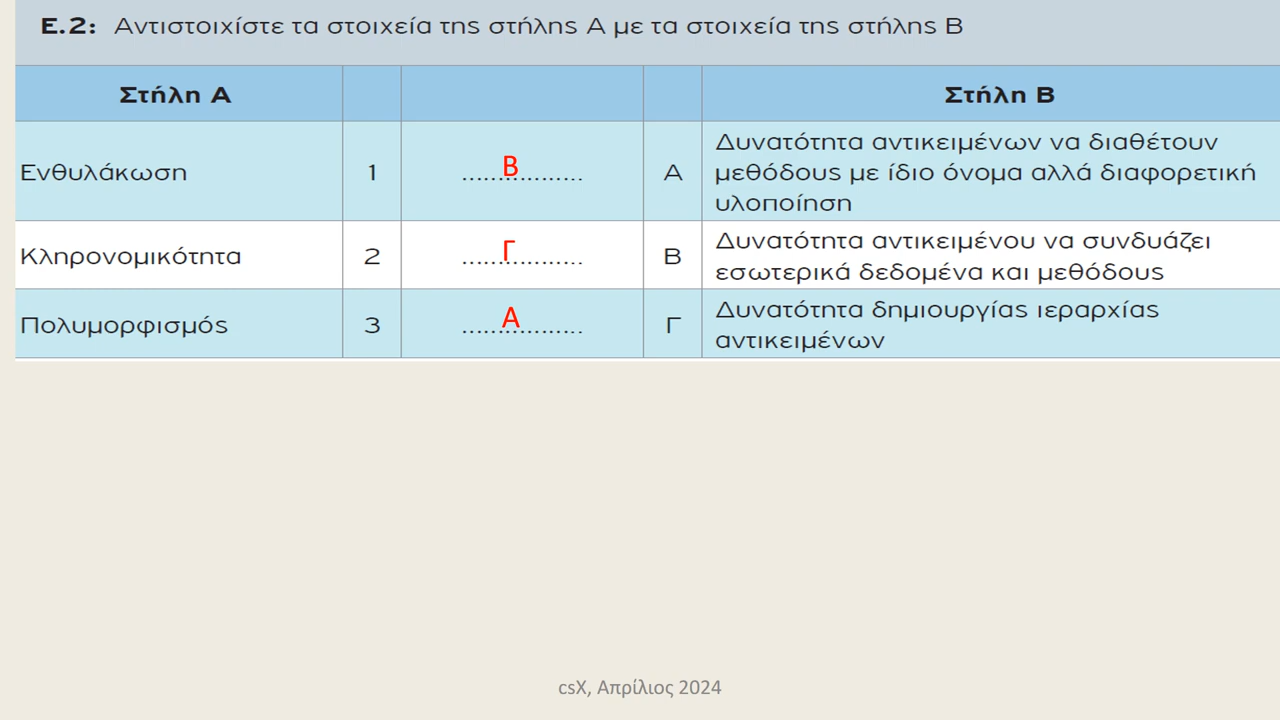 Ε.2: Αντιστοιχίστε τα στοιχεία της στήλης Α με τα στοιχεία της στήλης Β
Στήλη Α Στήλη Β
Ενθυλάκωση 1 ................. Β Α Δυνατότητα αντικειμένων να διαθέτουν
μεθόδους με ίδιο όνομα αλλά διαφορετική
υλοποίηση
Κληρονομικότητα 2 ................. Γ Β Δυνατότητα αντικειμένου να συνδυάζει
εσωτερικά δεδομένα και μεθόδους
Πολυμορφισμός 3 ................. Α Γ Δυνατότητα δημιουργίας ιεραρχίας
αντικειμένων
csX, Απρίλιος 2024